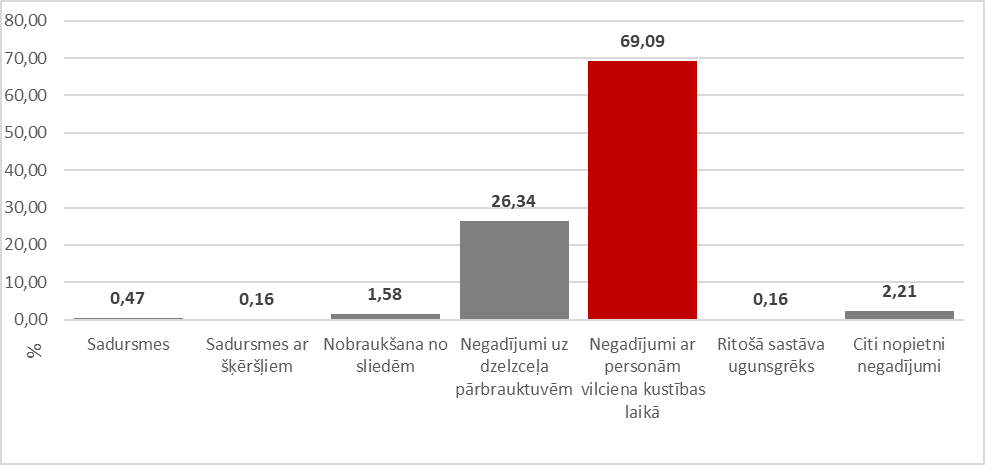 80,00
70,00
60,00
50,00
40,00
30,00
20,00
10,00
0,00
%
0,47
0,16
1,58
26,34
69,09
0,16
2,21
Sadursmes
Sadursmes ar
šķēršļiem
Nobraukšana no
sliedēm
Negadījumi uz
dzelzceļa
pārbrauktuvēm
Negadījumi ar
personām
vilciena kustības
laikā
Ritošā sastāva
ugunsgrēks
Citi nopietni
negadījumi